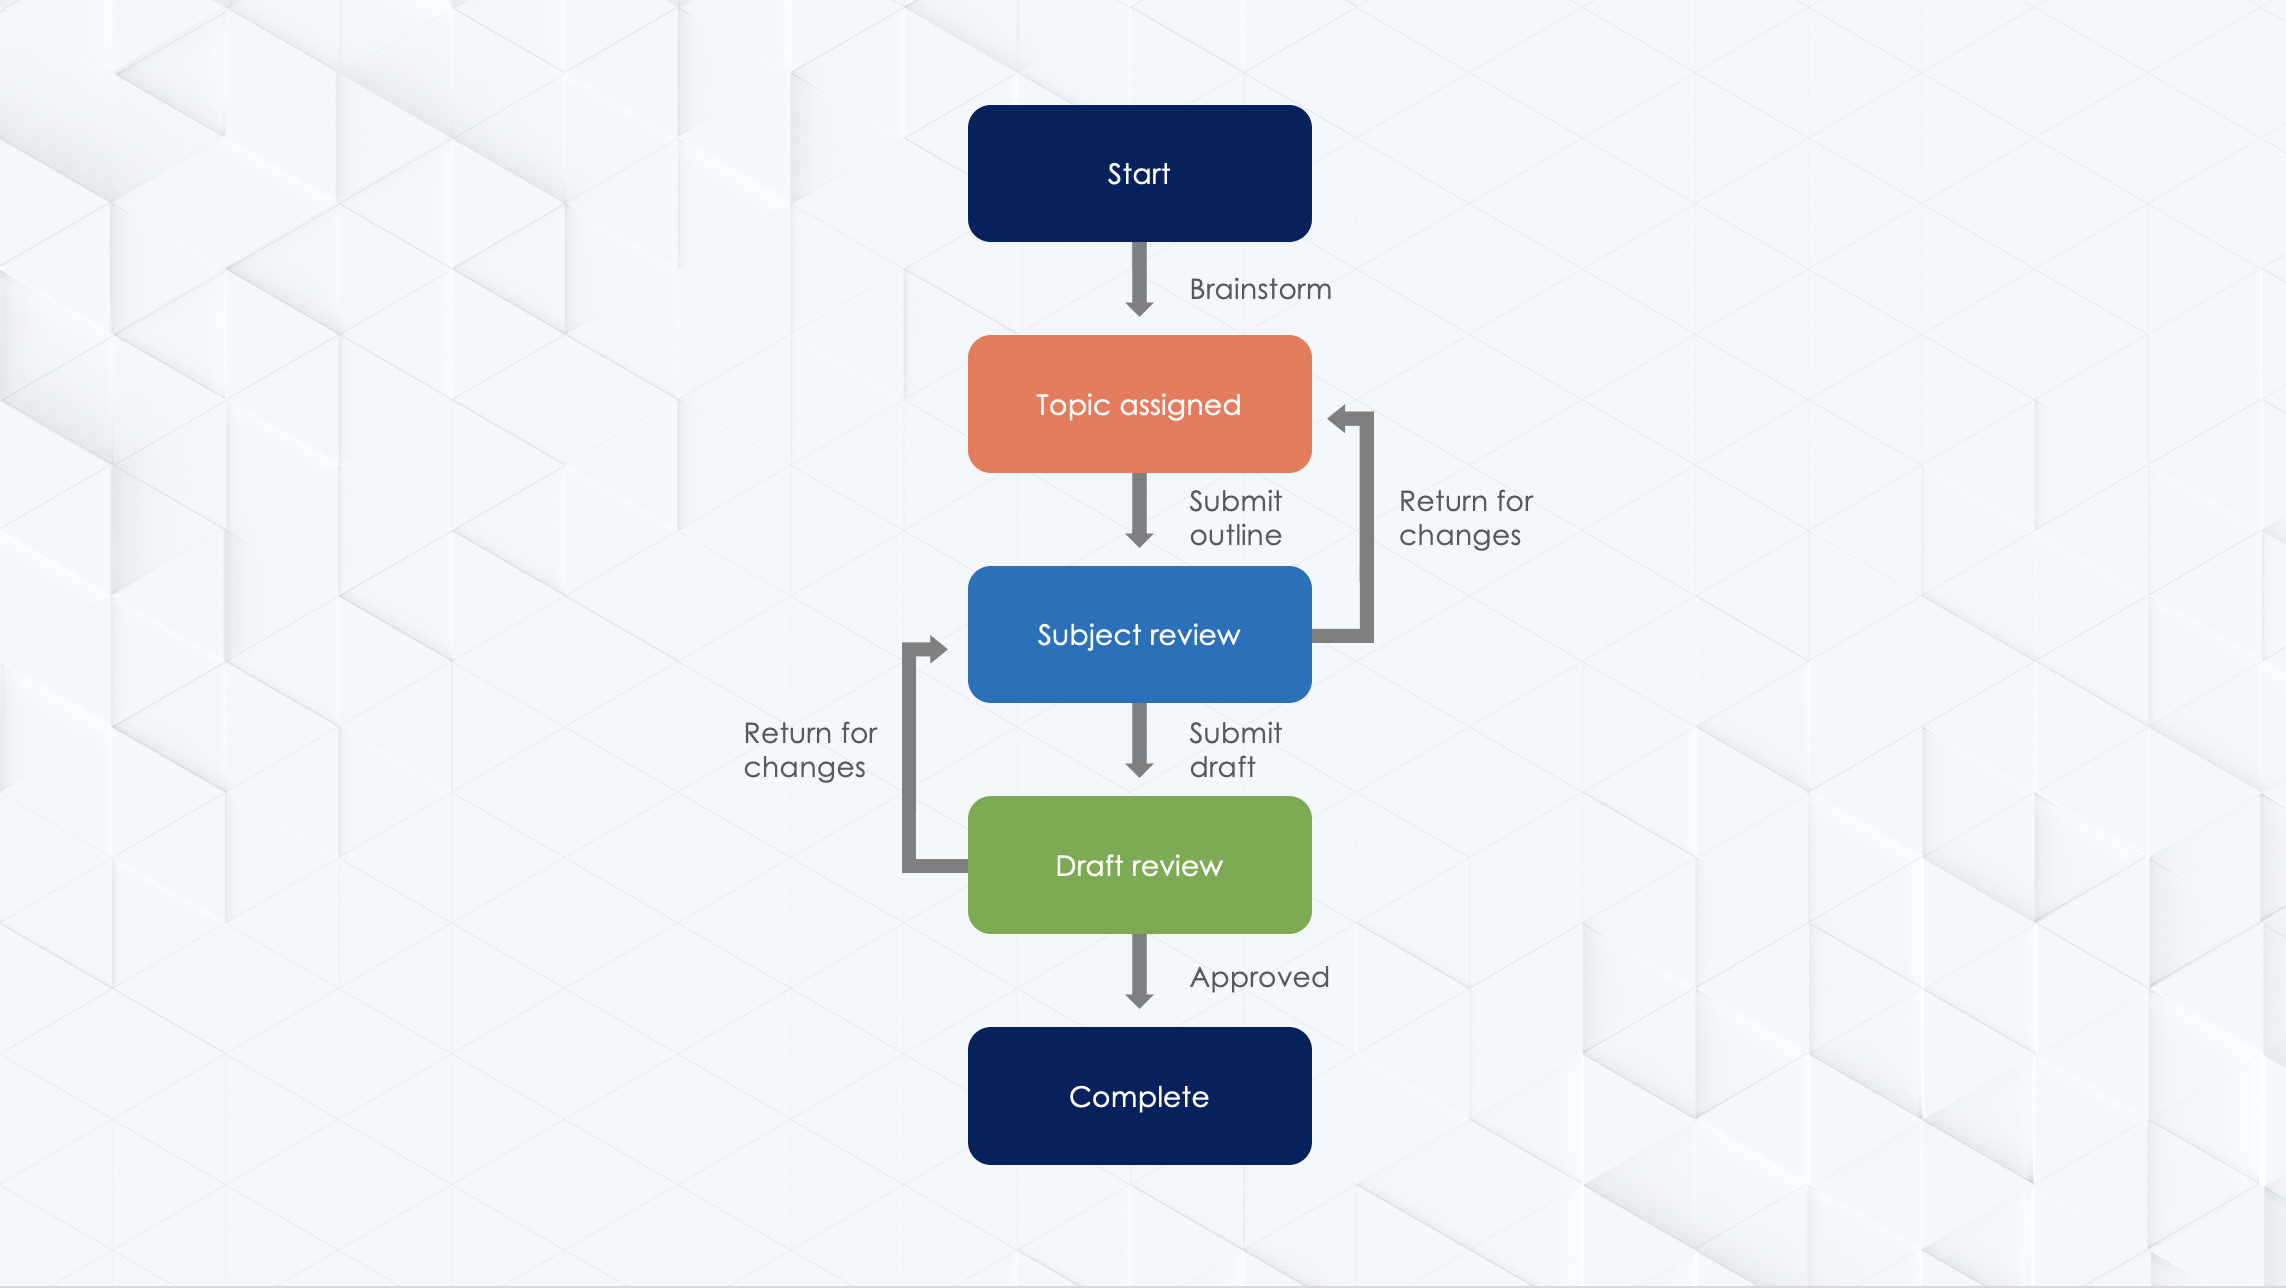 Start
Brainstorm
Topic assigned
Submit
outline
Return for
changes
Subject review
Return for
changes
Submit
draft
Draft review
Approved
Complete